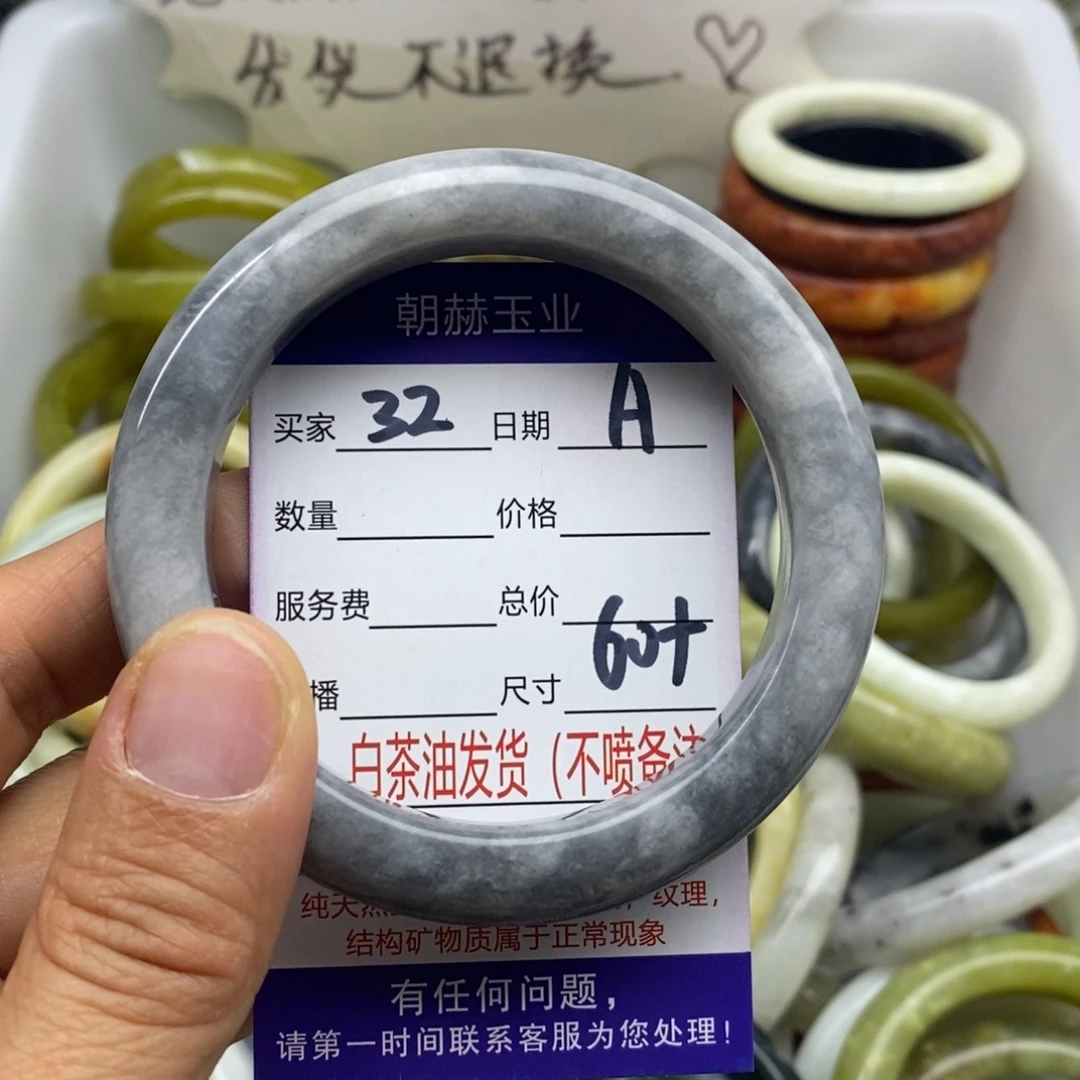 发货不退换
朝赫玉业
买家 32 日期 A
数量 价格
服务费 总价
播 尺寸 60+
白茶油发货（不喷备注
纯天然 纹理，
结构矿物质属于正常现象
有任何问题，
请第一时间联系客服为您处理！